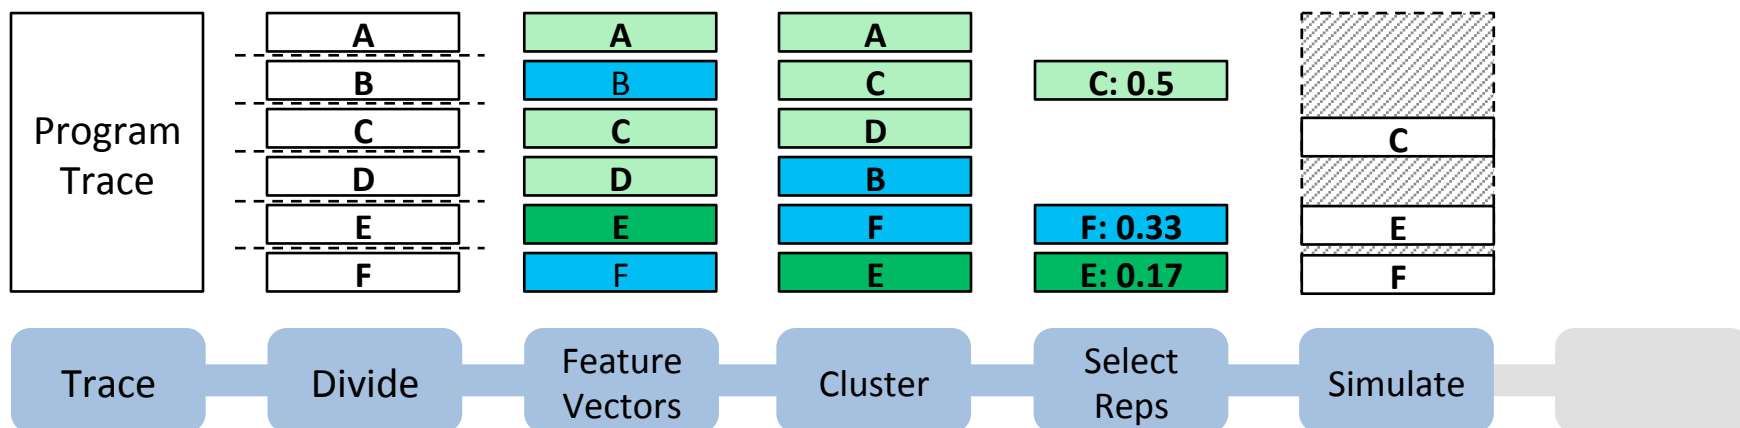 Program
Trace
A
B
C
D
E
F
A
B
C
D
E
F
A
C
D
B
F
E
C: 0.5
F: 0.33
E: 0.17
C
E
F
Trace
Divide
Feature
Vectors
Cluster
Select
Reps
Simulate